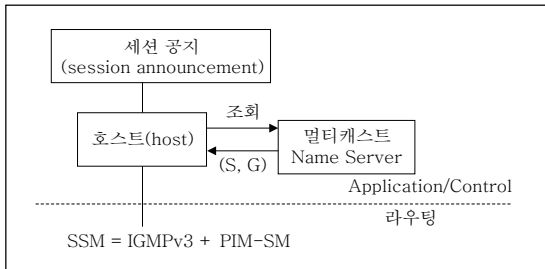 세션 공지
(session announcement)
조회
호스트(host)
멀티캐스트
Name Server
(S, G)
Application/Control
라우팅
SSM = IGMPv3 + PIM-SM